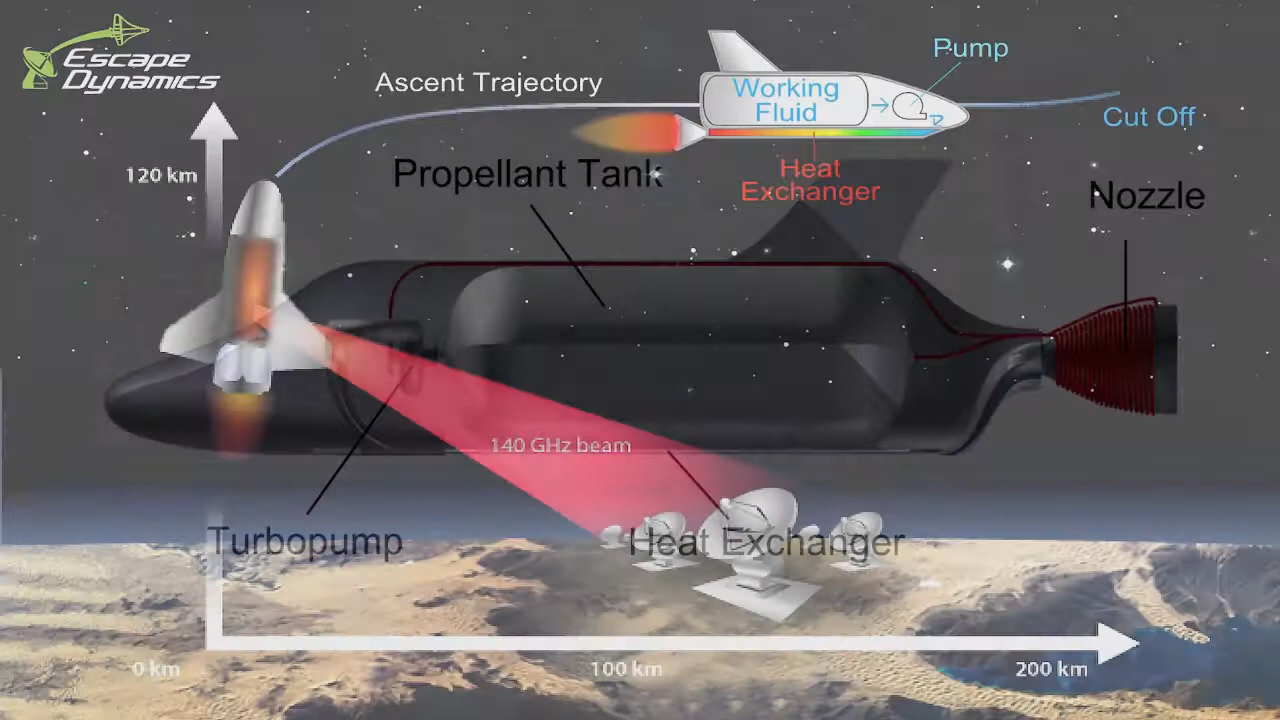 Escape
Dynamics
Ascent Trajectory
Pump
Working
Fluid
Cut Off
120 km
Propellant Tank
Heat
Exchanger
Nozzle
140 GHz beam
Turbopump
Heat Exchanger
0 km
100 km
200 km